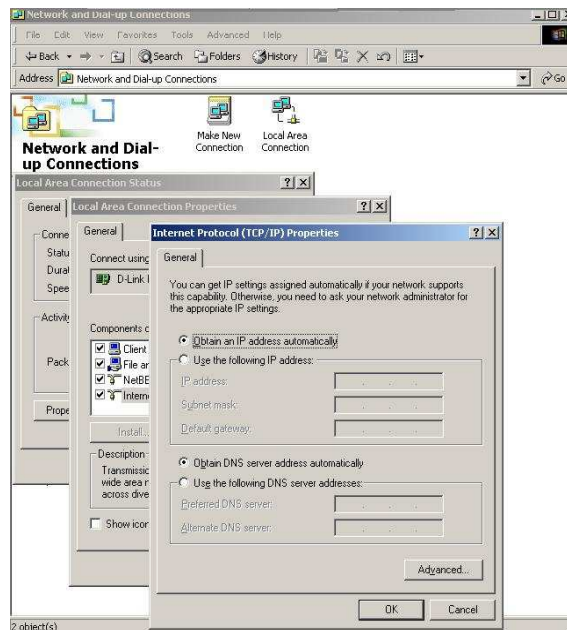 Network and Dial-up Connections
File Edit View Favorites Tools Advanced Help
Back Search Folders History
Address Network and Dial-up Connections Go
Network and Dial-
up Connections
Make New
Connection
Local Area
Connection
Local Area Connection Status
General
Conne
Statu
Durat
Spee
Activit
Pack
Prope
Local Area Connection Properties
General
Connect using
D-Link
Components c
Client
File ar
NetBE
Intern
Install...
Description
Transmissic
wide area r
across dive
Show icor
Internet Protocol (TCP/IP) Properties
General
You can get IP settings assigned automatically if your network supports
this capability. Otherwise, you need to ask your network administrator for
the appropriate IP settings.
Obtain an IP address automatically
Use the following IP address:
IP address:
Subnet mask:
Default gateway:
Obtain DNS server address automatically
Use the following DNS server addresses:
Preferred DNS server:
Alternate DNS server:
Advanced...
OK Cancel
2 object(s)